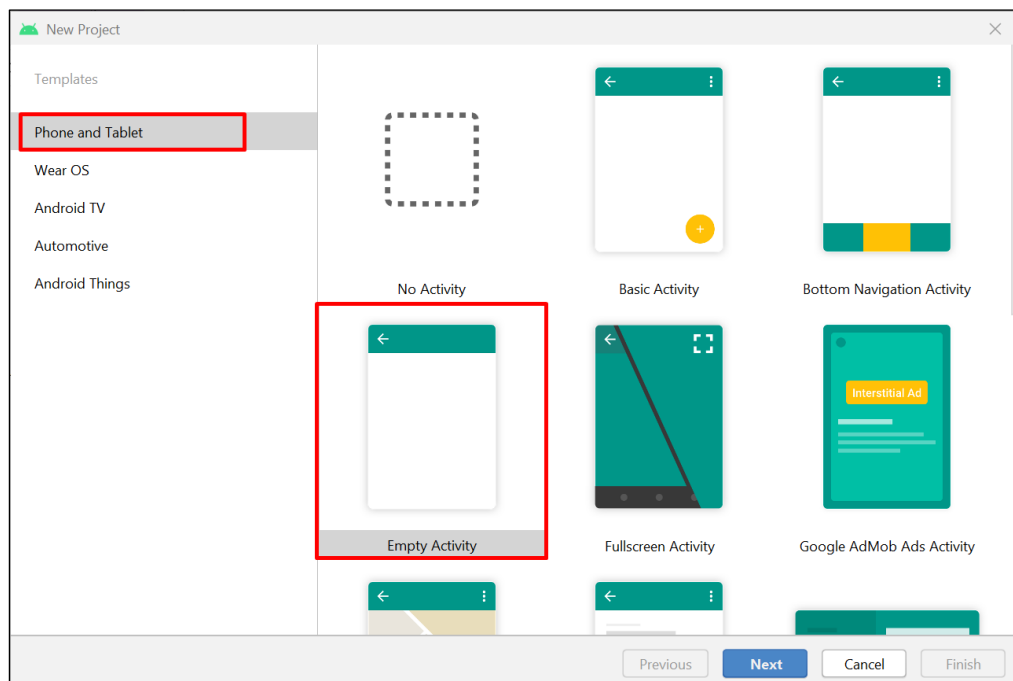 New Project
Templates
Phone and Tablet
Wear OS
Android TV
Automotive
Android Things
No Activity
Basic Activity
Bottom Navigation Activity
Interstitial Ad
Empty Activity
Fullscreen Activity
Google AdMob Ads Activity
Previous
Next
Cancel
Finish